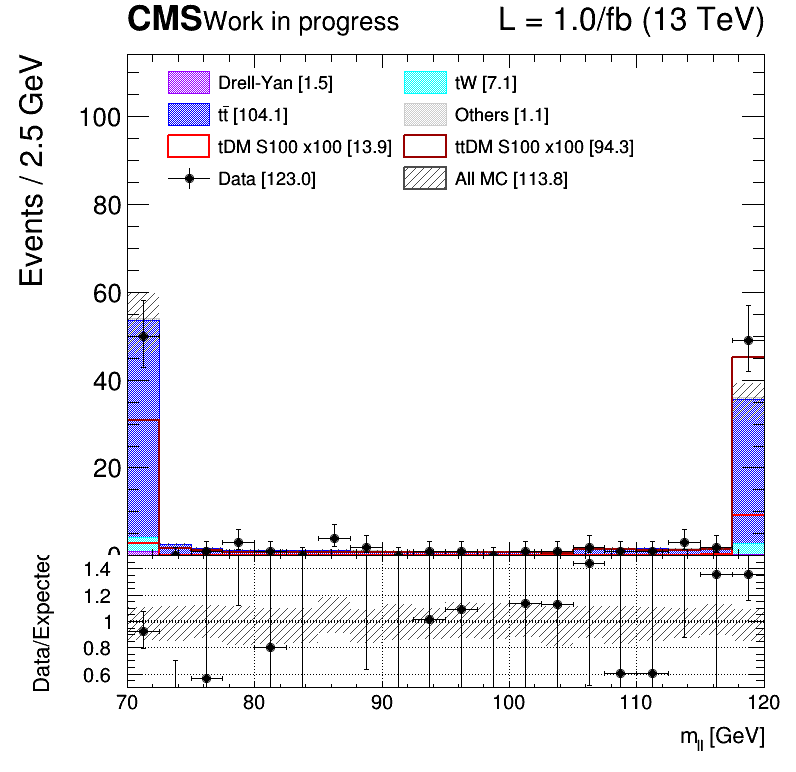 CMS Work in progress L = 1.0/fb (13 TeV)
Events / 2.5 GeV
Drell-Yan [1.5] tW [7.1]
tt̄ [104.1] Others [1.1]
tDM S100 x100 [13.9] ttDM S100 x100 [94.3]
Data [123.0] All MC [113.8]
100
80
60
40
20
0
Data/Expected
1.4
1.2
1
0.8
0.6
70 80 90 100 110 120
m_ll [GeV]